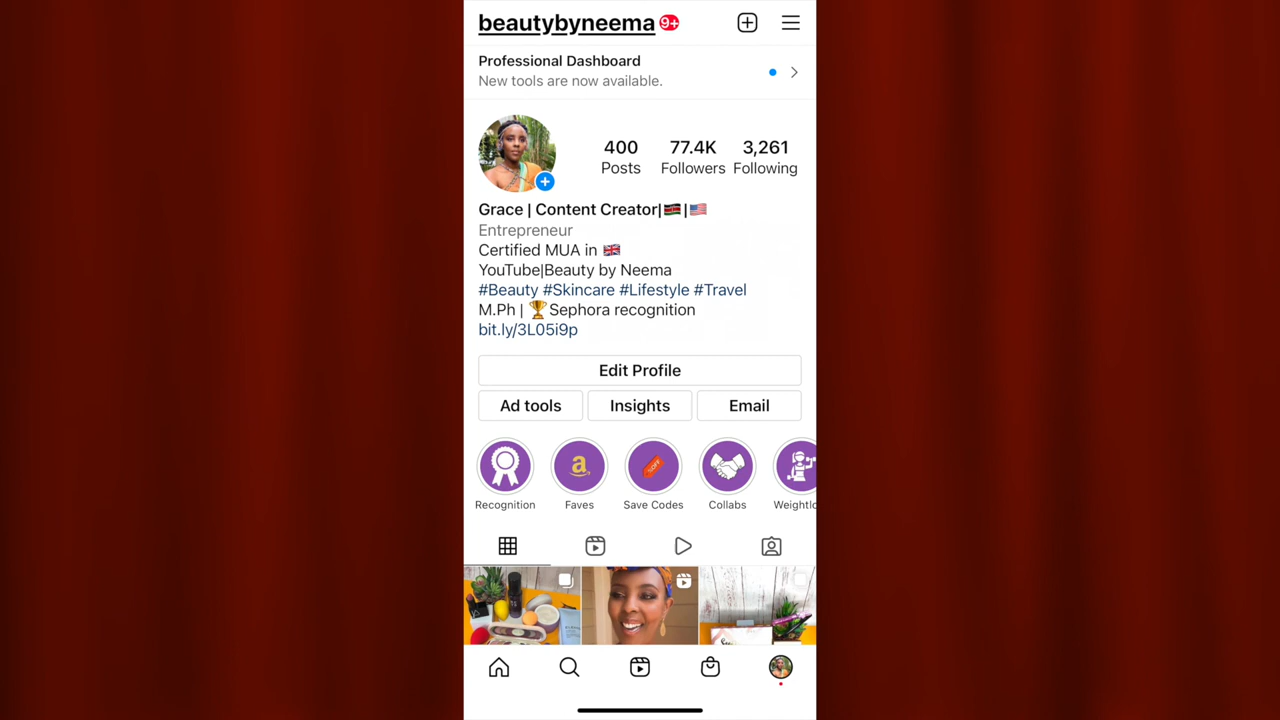 beautybyneema 9+
Professional Dashboard
New tools are now available.
400 77.4K 3,261
Posts Followers Following
Grace | Content Creator|🇰🇪|🇺🇸
Entrepreneur
Certified MUA in 🇬🇧
YouTube|Beauty by Neema
#Beauty #Skincare #Lifestyle #Travel
M.Ph | 🏆Sephora recognition
bit.ly/3L05i9p
Edit Profile
Ad tools Insights Email
Recognition Faves Save Codes Collabs Weightlo